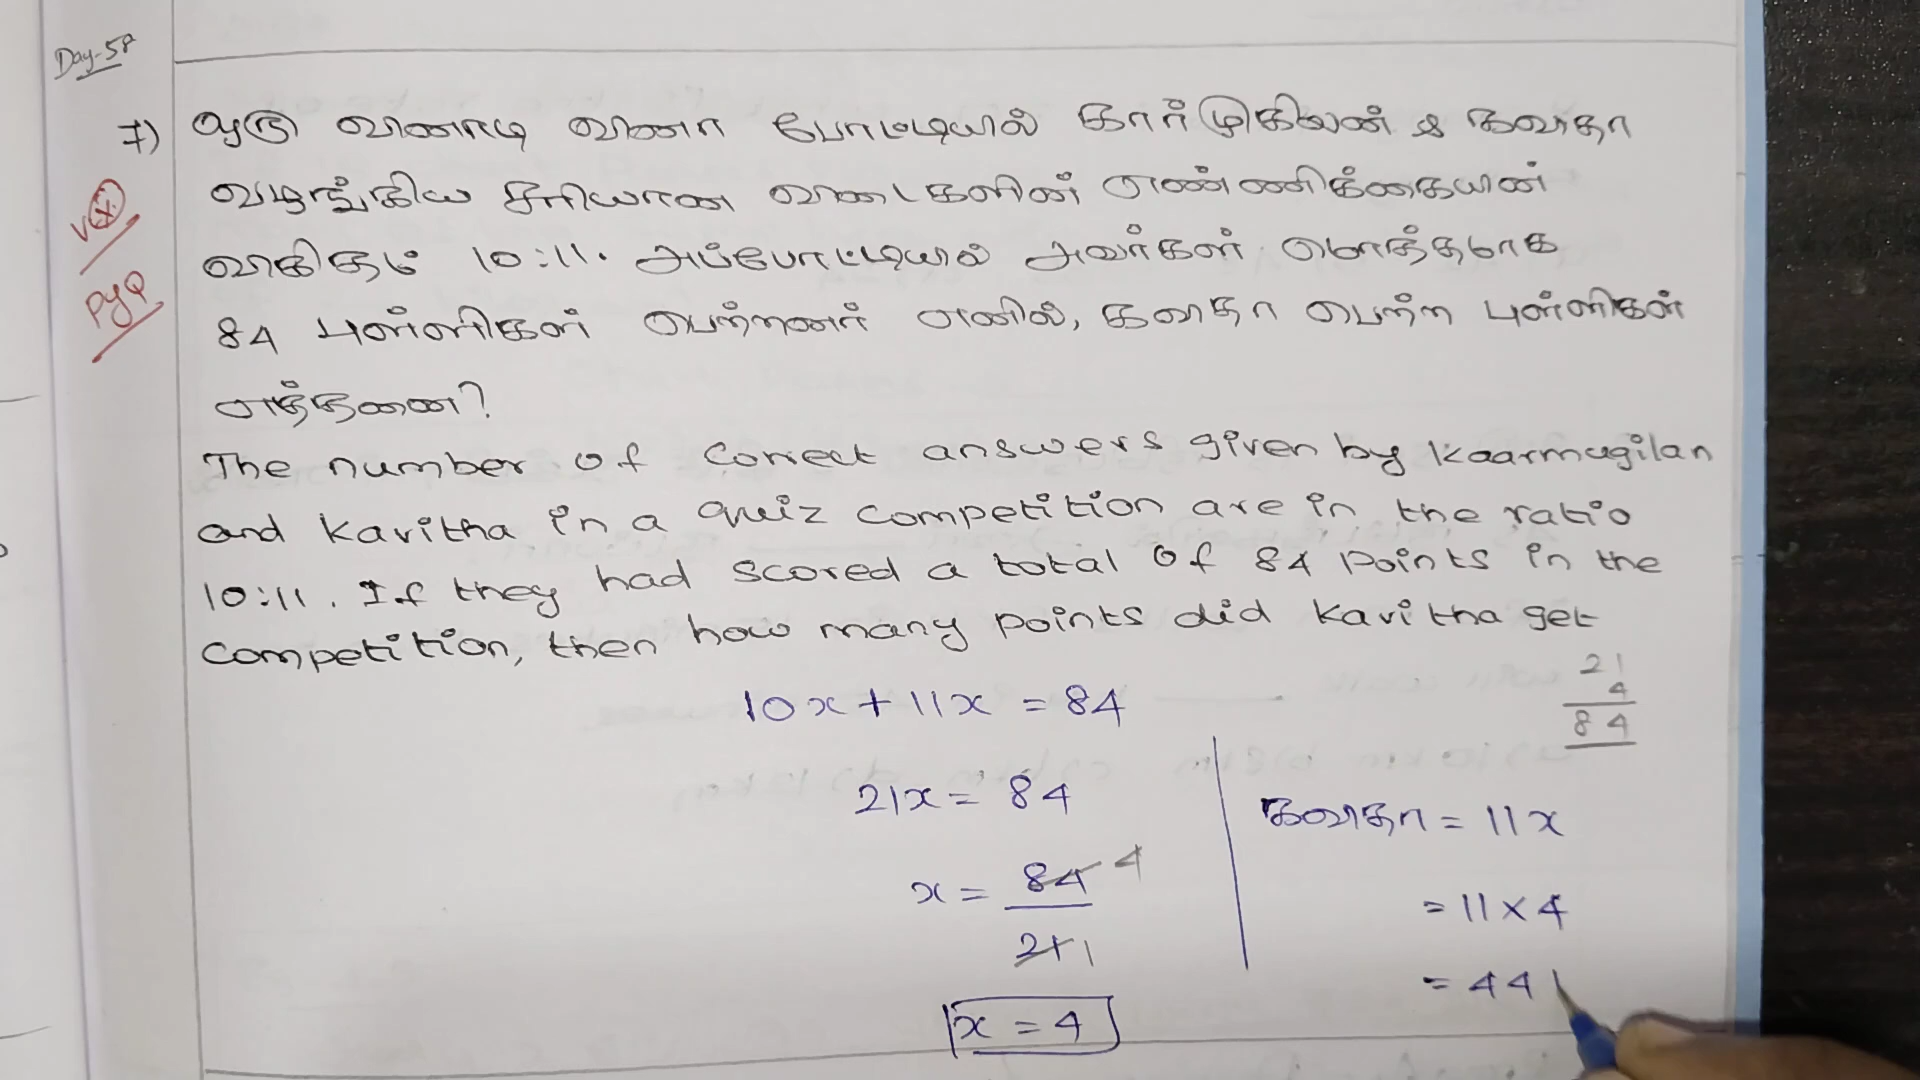 Day-58
7) ஒரு வினாடி வினா போட்டியில் கார்முகிலன் & கவிதா
வழங்கிய சரியான விடைகளின் எண்ணிக்கையின்
விகிதம் 10:11. அப்போட்டியில் அவர்கள் மொத்தமாக
84 புள்ளிகள் பெற்றனர் எனில், கவிதா பெற்ற புள்ளிகள்
எத்தனை?
PYQ
The number of correct answers given by Kaarmugilan
and Kavitha in a quiz competition are in the ratio
10:11. If they had scored a total of 84 points in the
competition, then how many points did Kavitha get
10x + 11x = 84
21
4
84
21x = 84
x = 84 4
21 1
x = 4
கவிதா = 11x
= 11 × 4
= 44